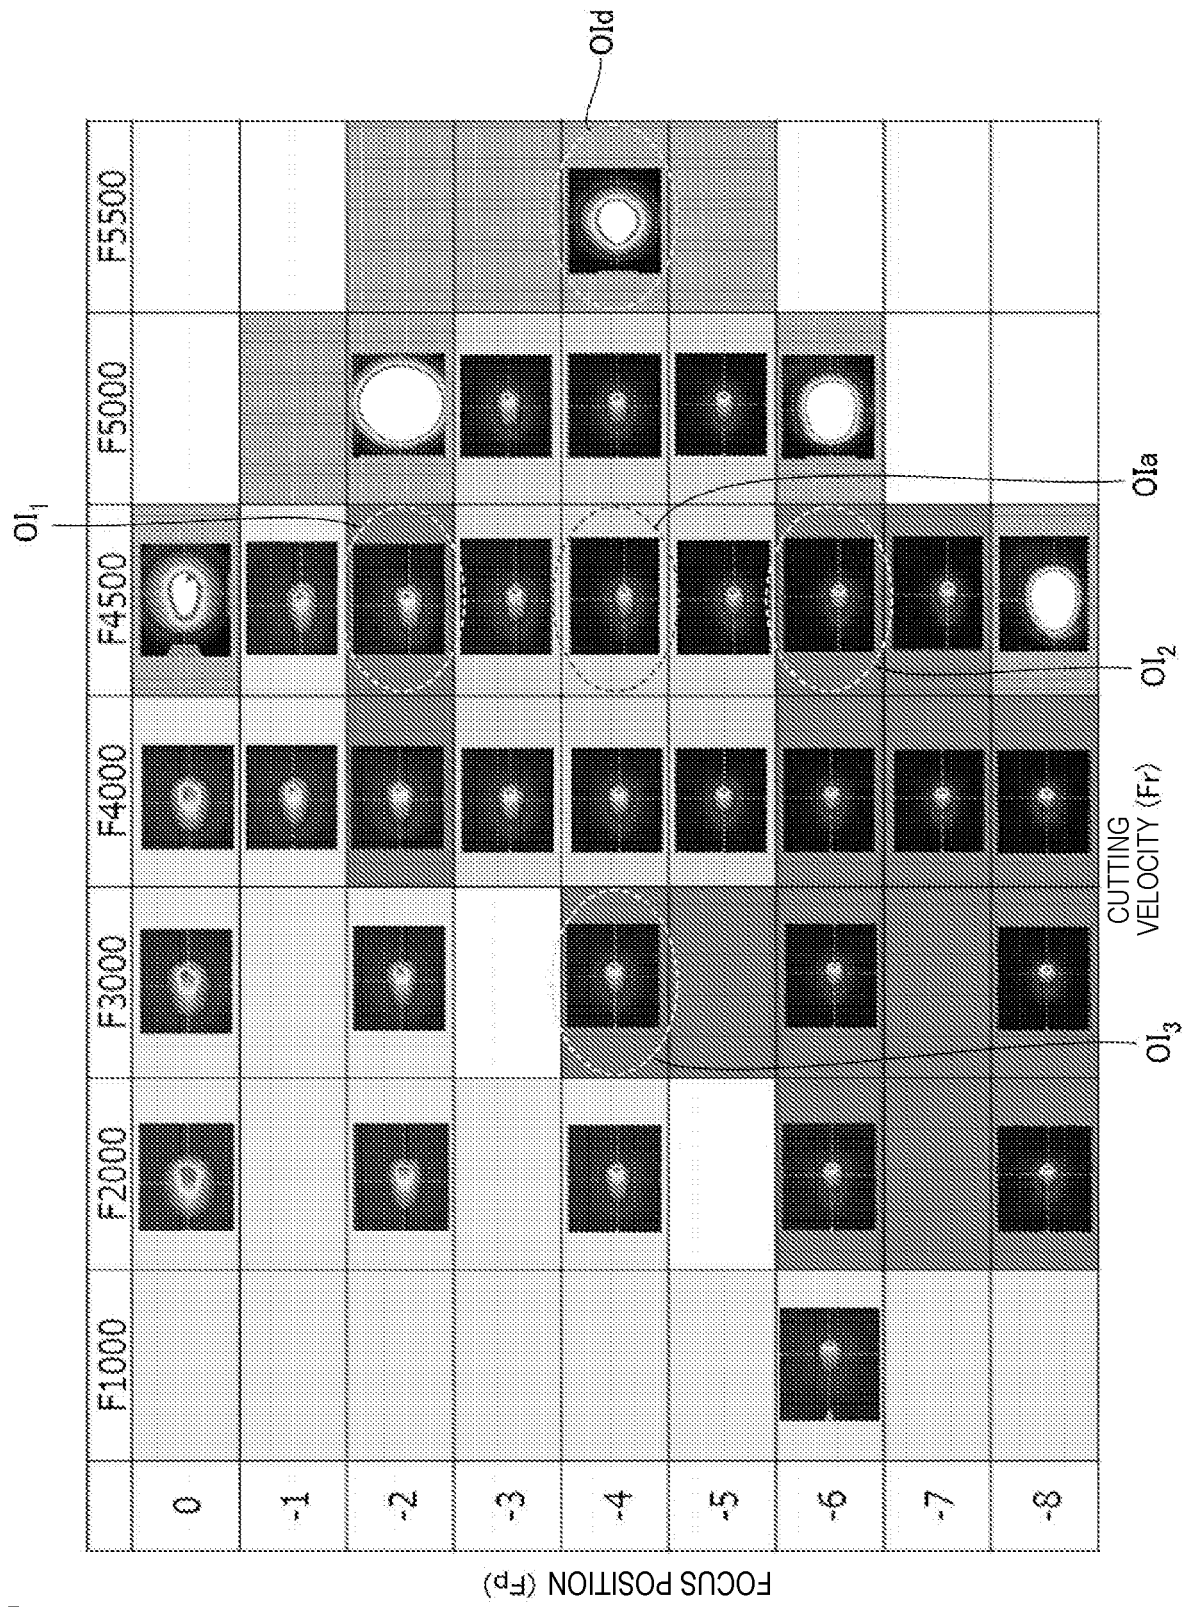 F1000 F2000 F3000 F4000 F4500 F5000 F5500
0
-1
-2
-3
-4
-5
-6
-7
-8
FOCUS POSITION (Fp)
CUTTING
VELOCITY (Fr)
OI1
OId
OIa
OI2
OI3